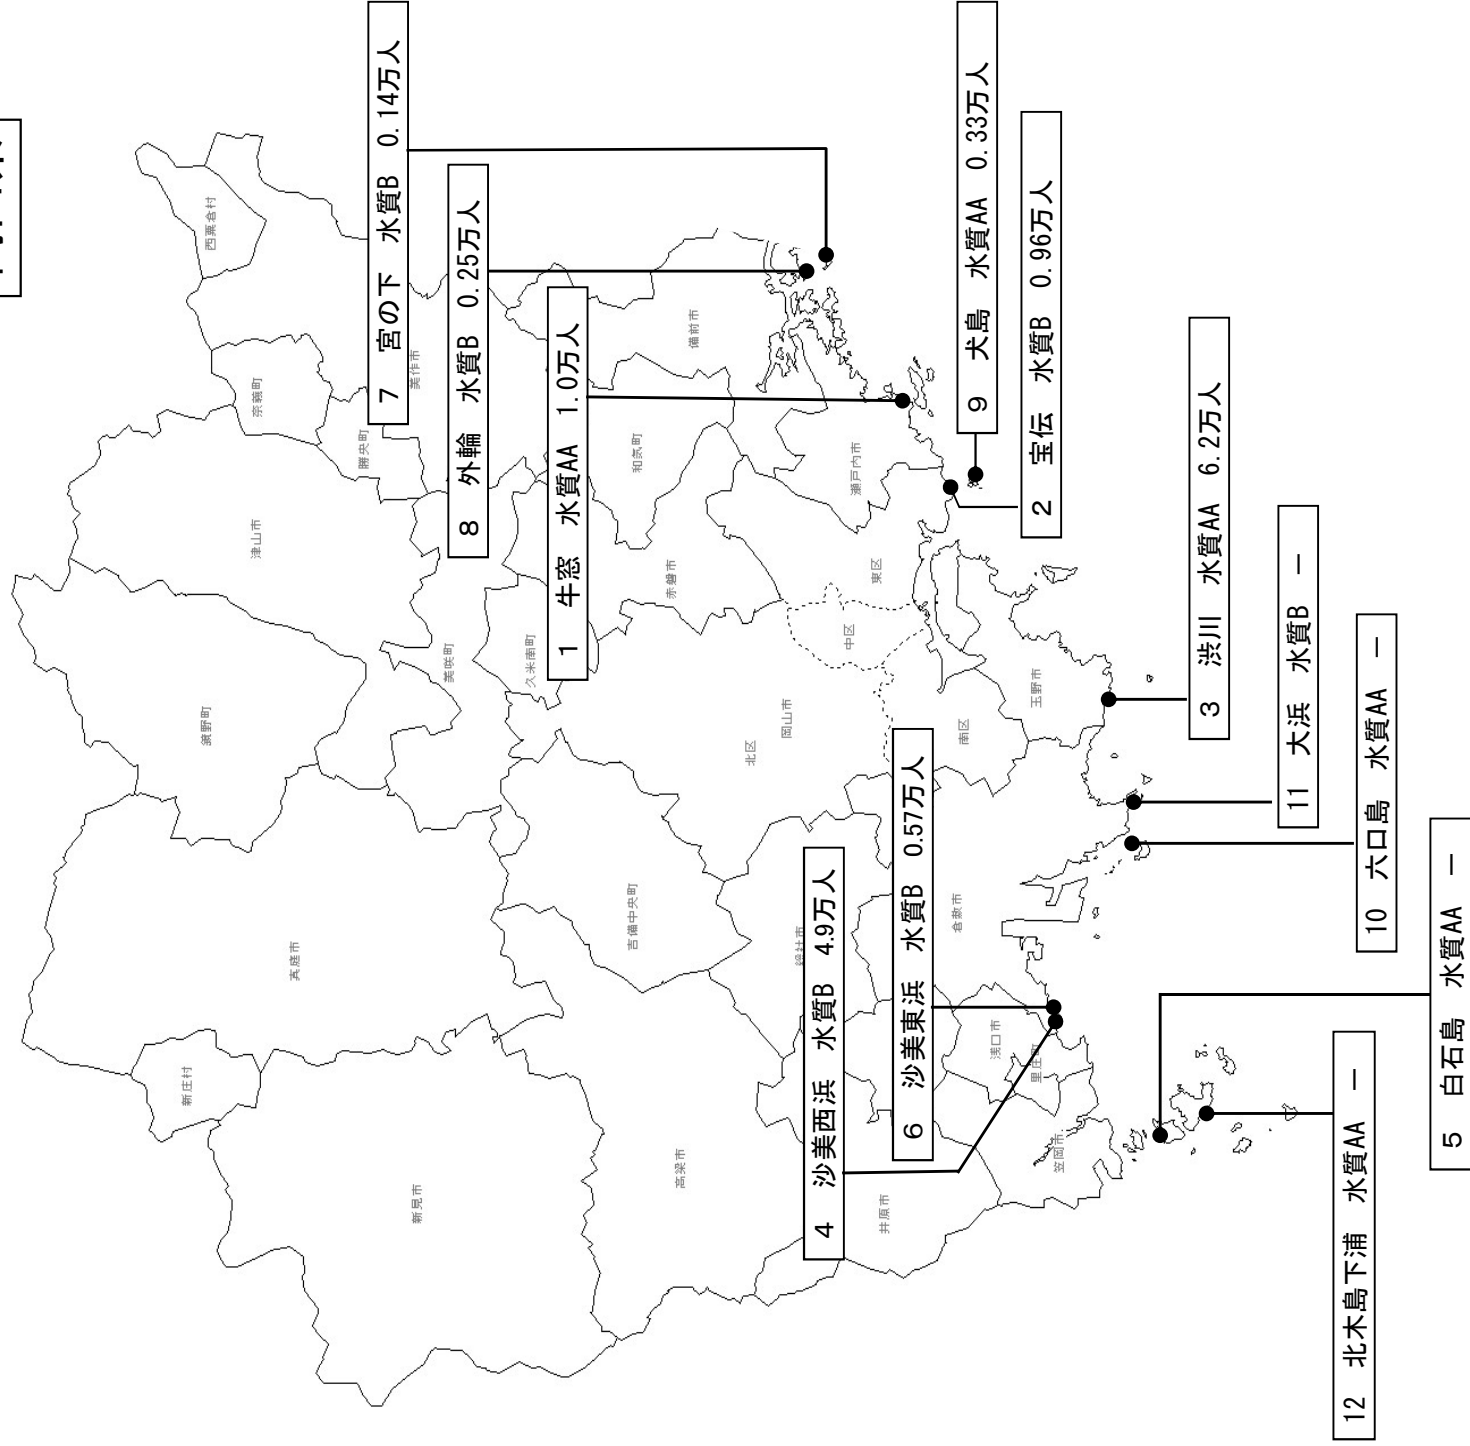 7 宮の下 水質B 0.14万人
8 外輪 水質B 0.25万人
1 牛窓 水質AA 1.0万人
9 犬島 水質AA 0.33万人
2 宝伝 水質B 0.96万人
3 渋川 水質AA 6.2万人
11 大浜 水質B －
10 六口島 水質AA －
5 白石島 水質AA －
12 北木島下浦 水質AA －
4 沙美西浜 水質B 4.9万人
6 沙美東浜 水質B 0.57万人
西粟倉村
奈義町
美作市
勝央町
津山市
鏡野町
真庭市
新庄村
新見市
美咲町
久米南町
和気町
備前市
赤磐市
瀬戸内市
東区
中区
北区
岡山市
南区
玉野市
吉備中央町
総社市
倉敷市
高梁市
浅口市
里庄町
笠岡市
井原市